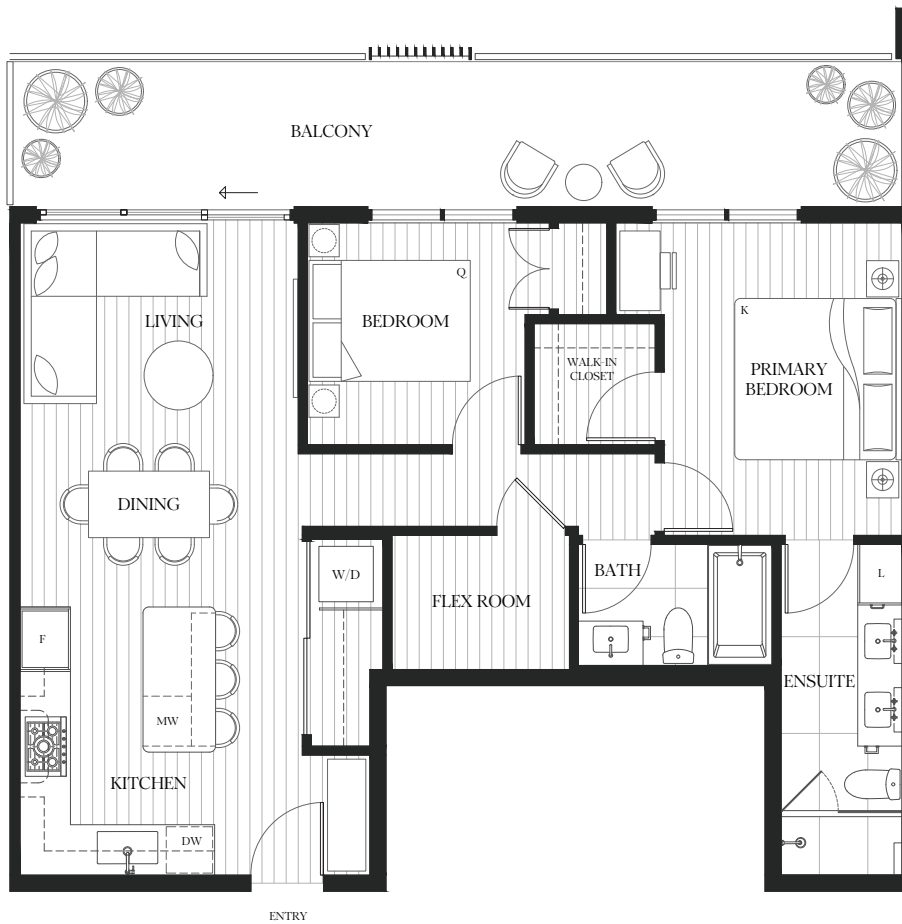 BALCONY
LIVING
BEDROOM
Q
WALK-IN
CLOSET
K
PRIMARY
BEDROOM
DINING
W/D
FLEX ROOM
BATH
L
F
MW
ENSUITE
KITCHEN
DW
ENTRY